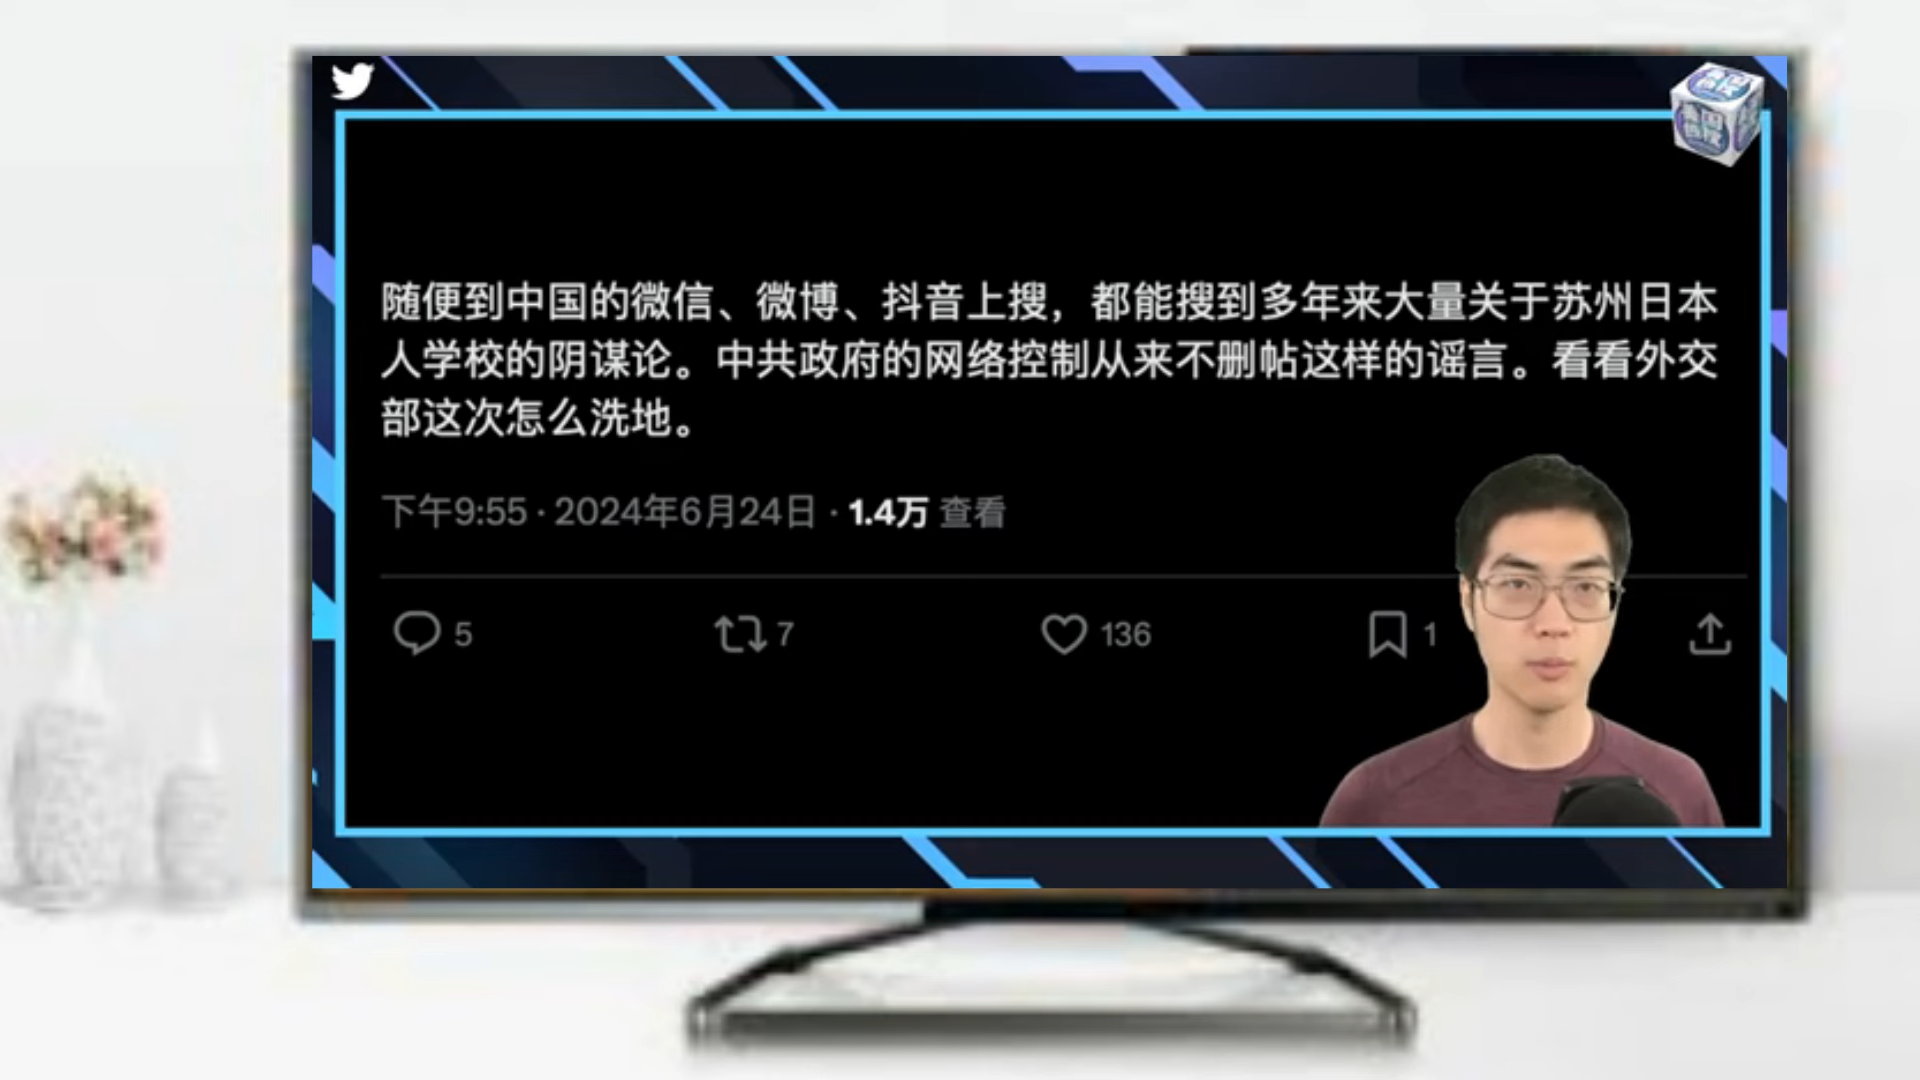 随便到中国的微信、微博、抖音上搜，都能搜到多年来大量关于苏州日本
人学校的阴谋论。中共政府的网络控制从来不删帖这样的谣言。看看外交
部这次怎么洗地。
下午9:55 · 2024年6月24日 · 1.4万 查看
5 7 136 1